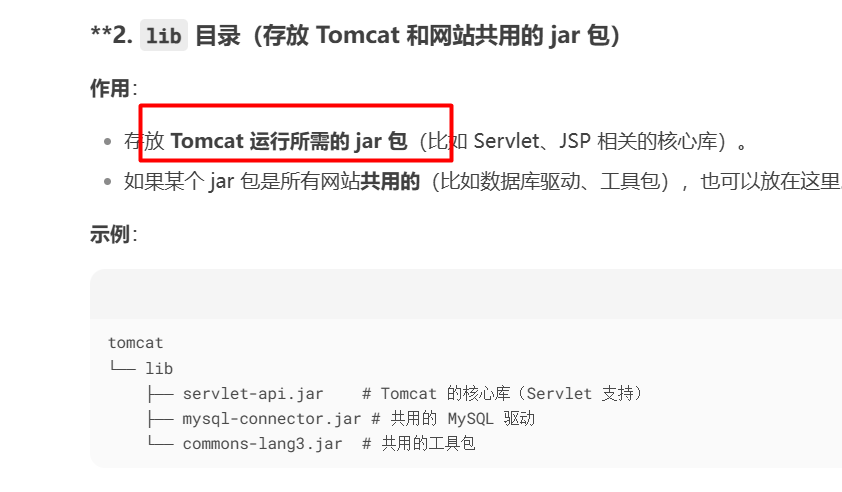 **2. lib 目录（存放 Tomcat 和网站共用的 jar 包）
作用：
• 存放 Tomcat 运行所需的 jar 包（比如 Servlet、JSP 相关的核心库）。
• 如果某个 jar 包是所有网站共用的（比如数据库驱动、工具包），也可以放在这里
示例：
tomcat
└── lib
    ├── servlet-api.jar    # Tomcat 的核心库（Servlet 支持）
    ├── mysql-connector.jar # 共用的 MySQL 驱动
    └── commons-lang3.jar  # 共用的工具包